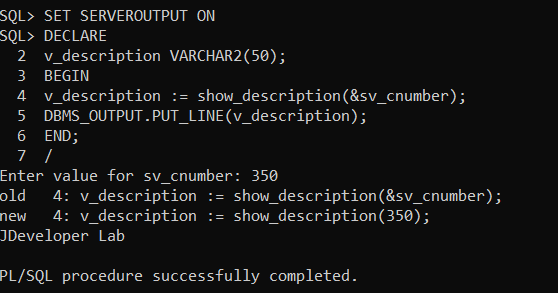 SQL> SET SERVEROUTPUT ON
SQL> DECLARE
  2  v_description VARCHAR2(50);
  3  BEGIN
  4  v_description := show_description(&sv_cnumber);
  5  DBMS_OUTPUT.PUT_LINE(v_description);
  6  END;
  7  /
Enter value for sv_cnumber: 350
old   4: v_description := show_description(&sv_cnumber);
new   4: v_description := show_description(350);
JDeveloper Lab

PL/SQL procedure successfully completed.